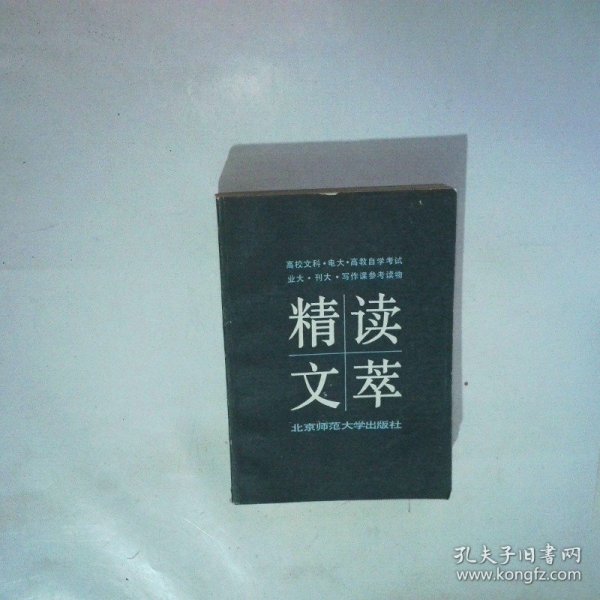 高校文科·电大·高教自学考试
业大·刊大·写作课参考读物
精读
文萃
北京师范大学出版社
孔夫子旧书网
www.kongfz.com